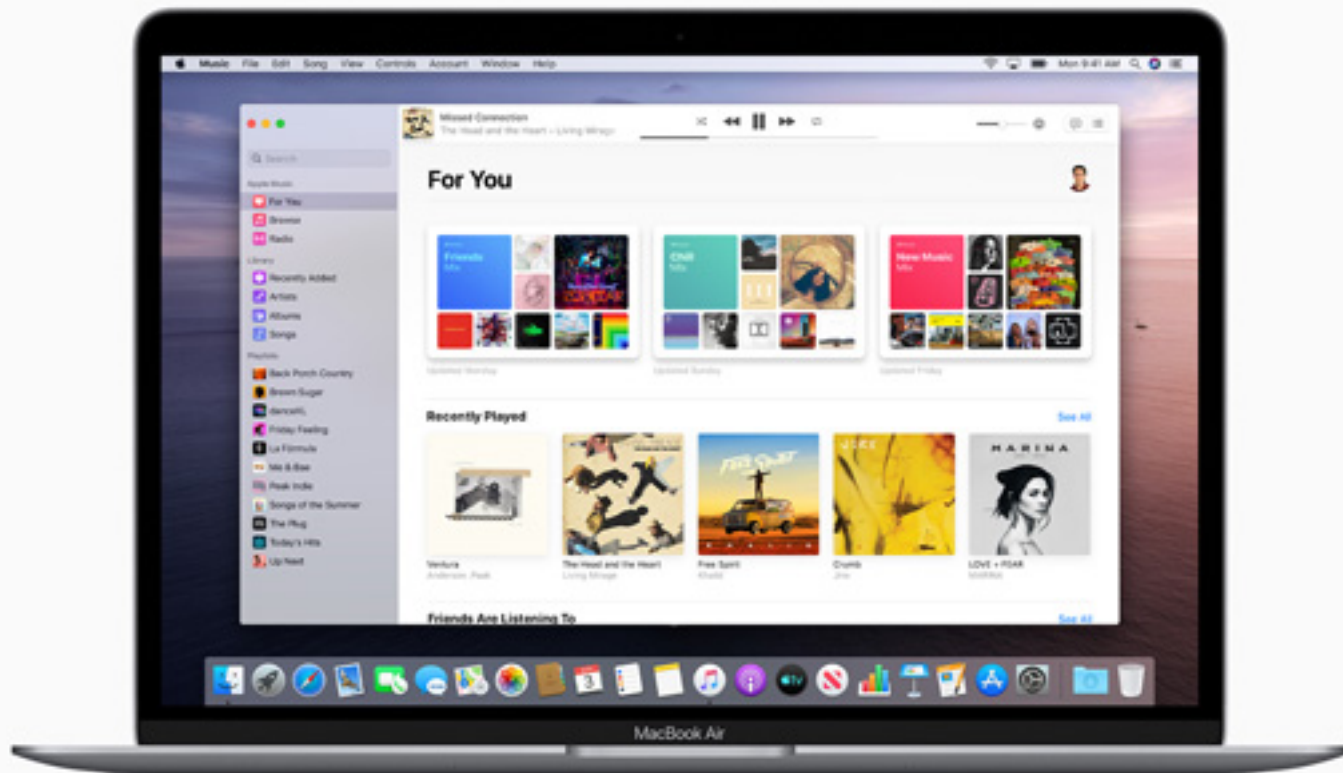 Music File Edit Song View Controls Account Window Help
Mon 9:41 AM
Missed Connection
The Head and the Heart – Living Mirage
Search
Apple Music
For You
Browse
Radio
Library
Recently Added
Artists
Albums
Songs
Playlists
Back Porch Country
Brown Sugar
danceXL
Friday Feeling
La Fórmula
Me & Bae
Peak Indie
Songs of the Summer
The Plug
Today's Hits
Up Next
For You
Friends
Mix
Chill
Mix
New Music
Mix
Updated Monday
Updated Sunday
Updated Friday
Recently Played
See All
FREE SPIRIT
JIRX
MARINA
Ventura
Anderson .Paak
The Head and the Heart
Living Mirage
Free Spirit
Khalid
Crumb
Jinx
LOVE + FEAR
MARINA
Friends Are Listening To
See All
3
tv
MacBook Air